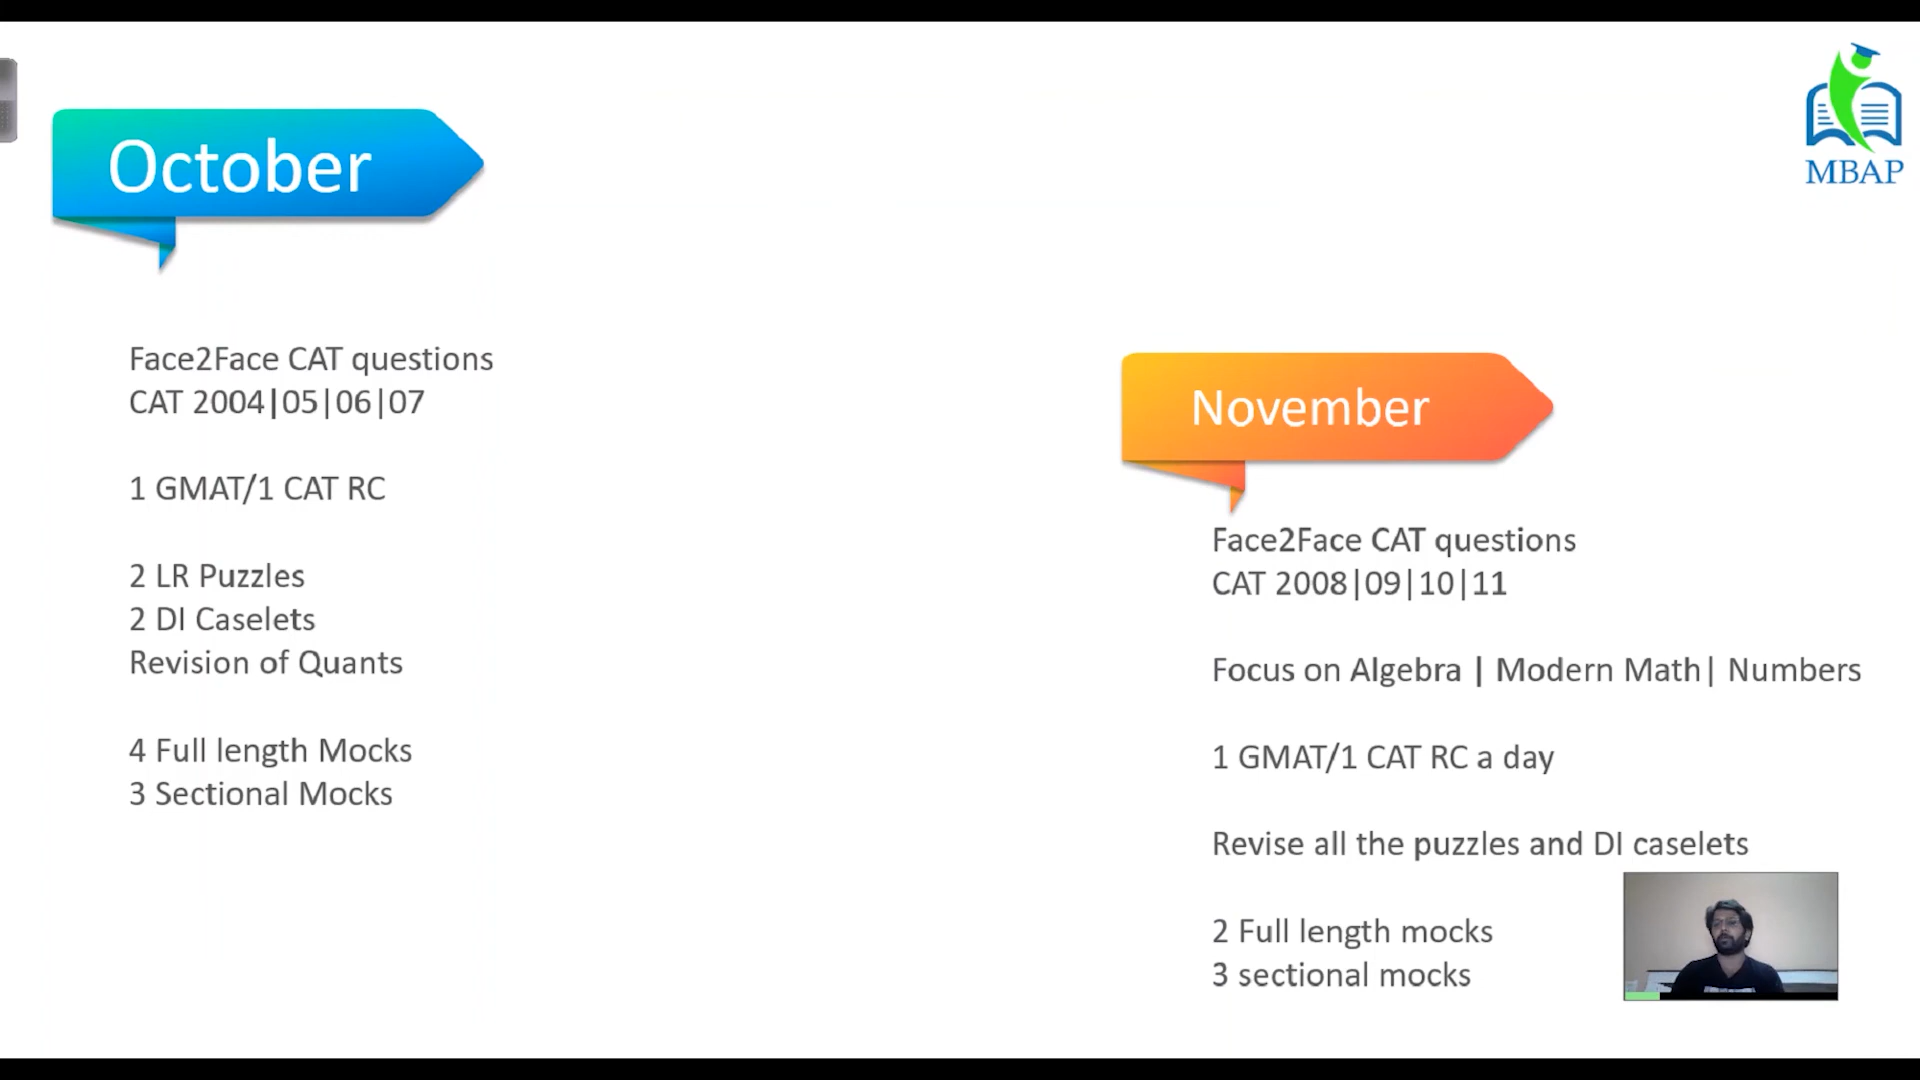 October
MBAP
Face2Face CAT questions
CAT 2004|05|06|07
1 GMAT/1 CAT RC
2 LR Puzzles
2 DI Caselets
Revision of Quants
4 Full length Mocks
3 Sectional Mocks
November
Face2Face CAT questions
CAT 2008|09|10|11
Focus on Algebra | Modern Math| Numbers
1 GMAT/1 CAT RC a day
Revise all the puzzles and DI caselets
2 Full length mocks
3 sectional mocks